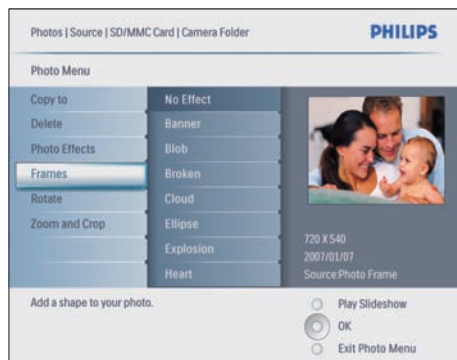 Photos | Source | SD/MMC Card | Camera Folder
PHILIPS
Photo Menu
Copy to
Delete
Photo Effects
Frames
Rotate
Zoom and Crop
No Effect
Banner
Blob
Broken
Cloud
Ellipse
Explosion
Heart
720 X 540
2007/01/07
Source:Photo Frame
Add a shape to your photo.
Play Slideshow
OK
Exit Photo Menu